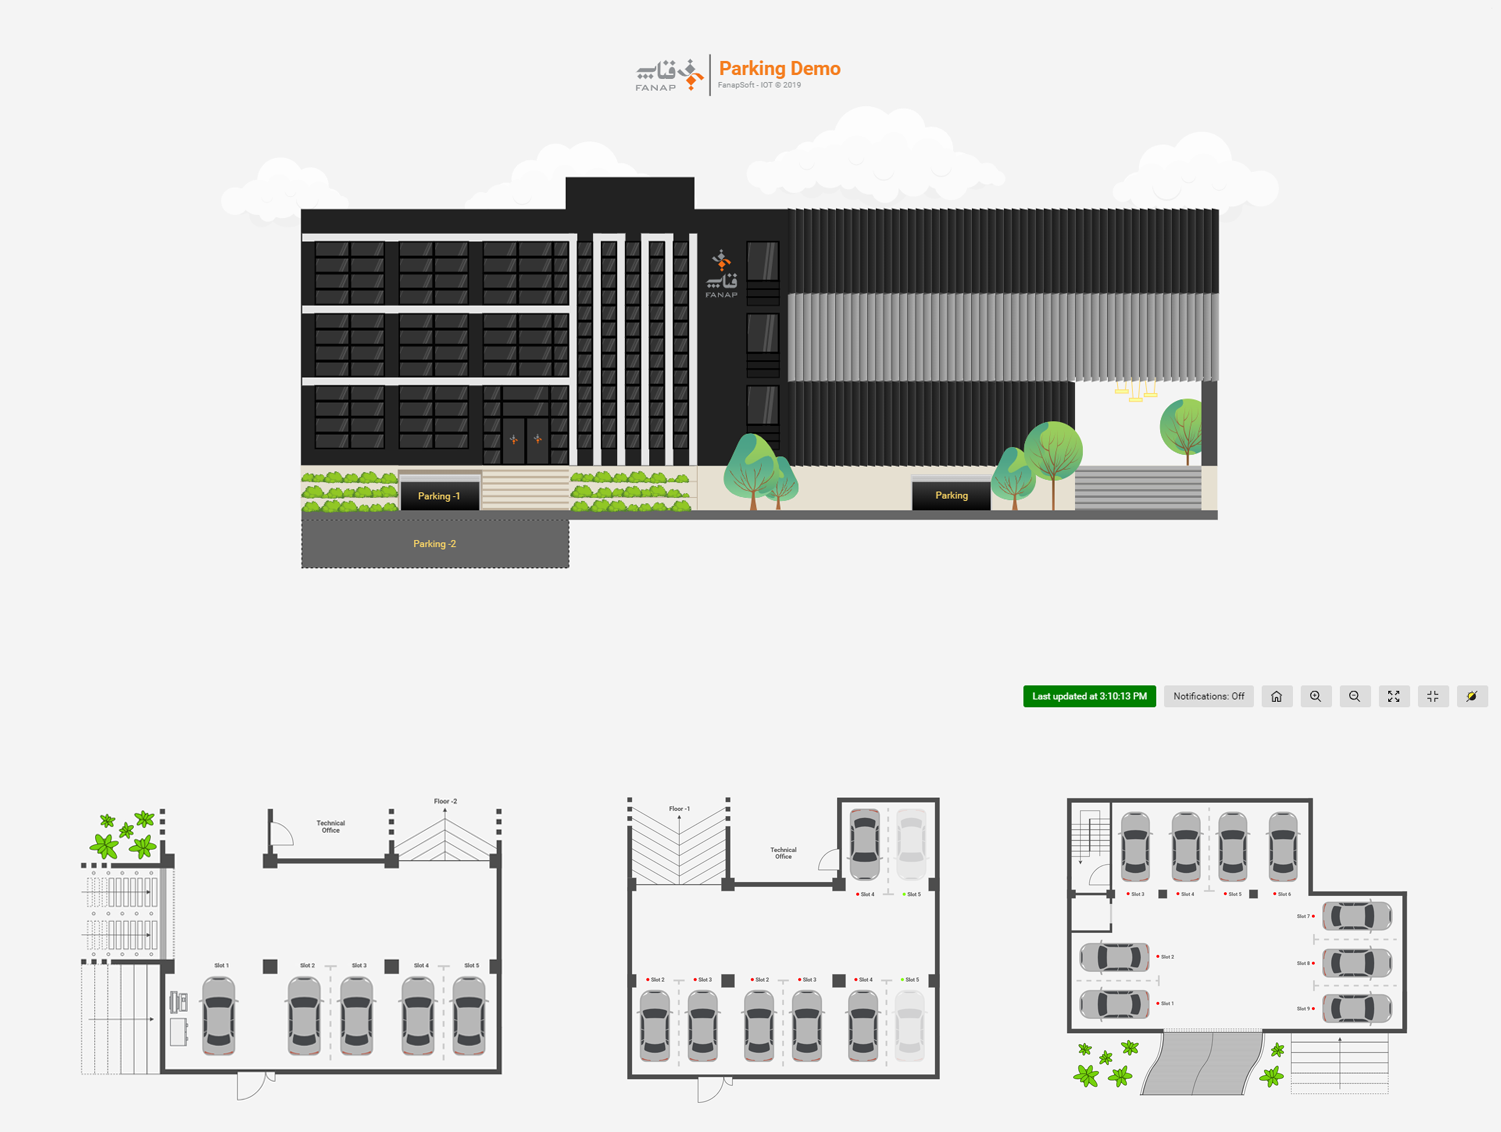 فناپ
FANAP
Parking Demo
FanapSoft - IOT © 2019
فناپ
FANAP
Parking -1
Parking
Parking -2
Last updated at 3:10:13 PM
Notifications: Off
Floor -2
Technical
Office
Slot 1
Slot 2
Slot 3
Slot 4
Slot 5
Floor -1
Technical
Office
Slot 4
Slot 5
Slot 2
Slot 3
Slot 2
Slot 3
Slot 4
Slot 5
Slot 3
Slot 4
Slot 5
Slot 6
Slot 7
Slot 2
Slot 8
Slot 1
Slot 9